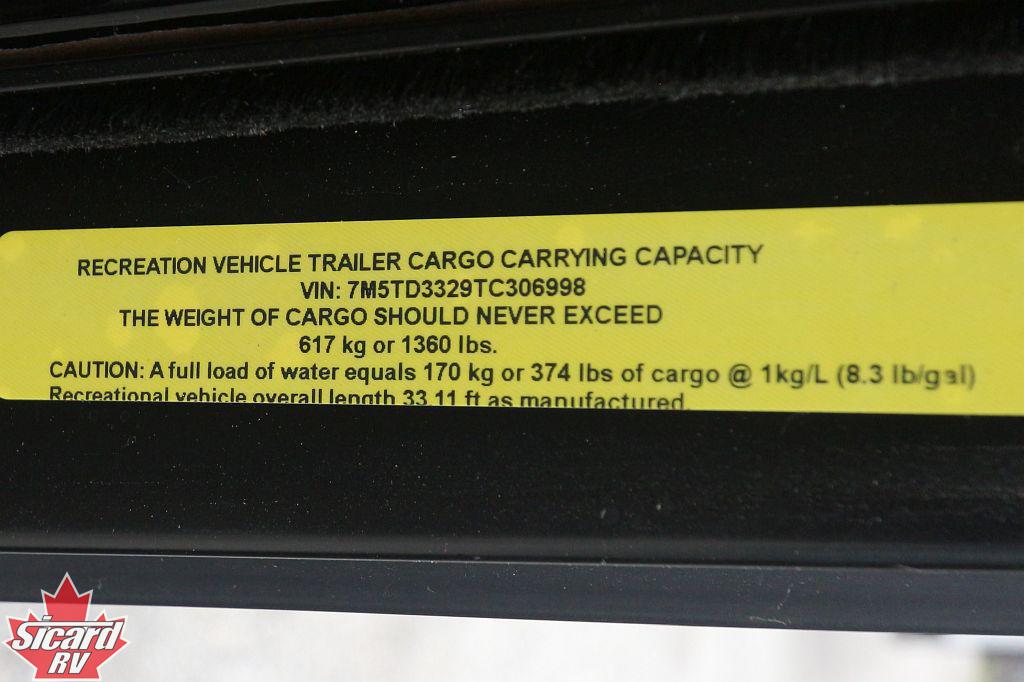 RECREATION VEHICLE TRAILER CARGO CARRYING CAPACITY
VIN: 7M5TD3329TC306998
THE WEIGHT OF CARGO SHOULD NEVER EXCEED
617 kg or 1360 lbs.
CAUTION: A full load of water equals 170 kg or 374 lbs of cargo @ 1kg/L (8.3 lb/gal)
Recreational vehicle overall length 33.11 ft as manufactured.
Sicard
RV